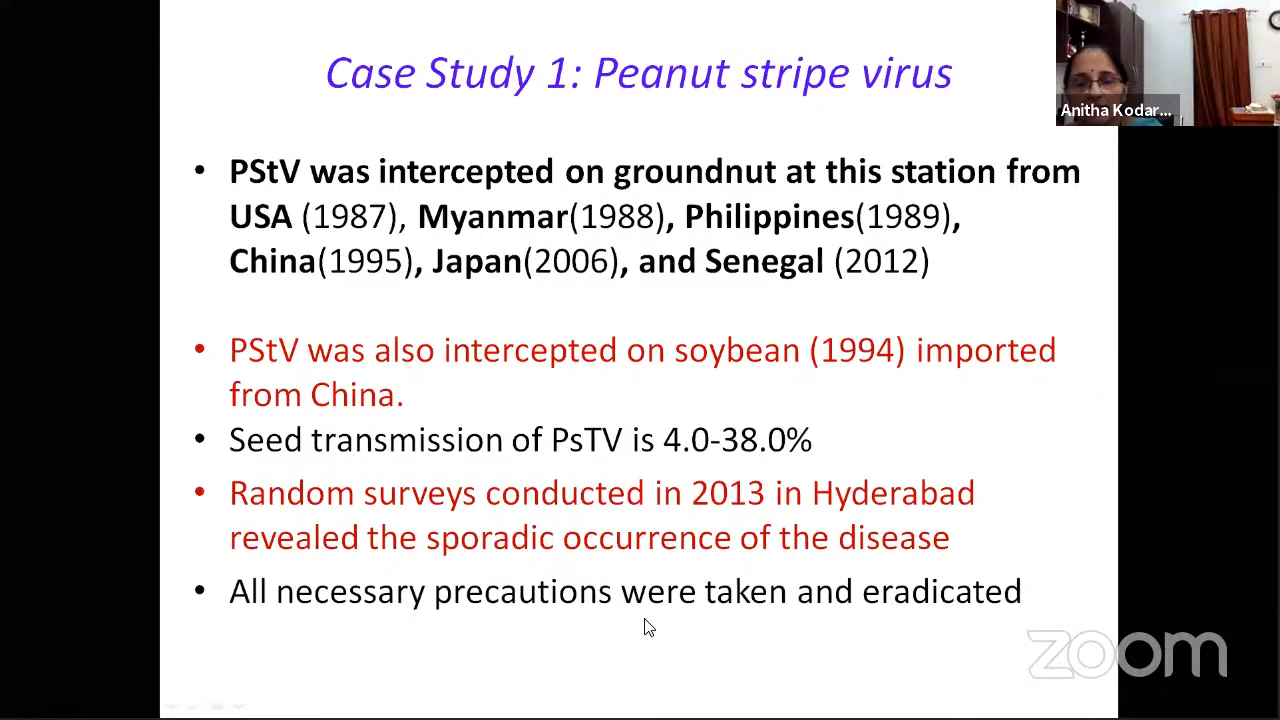 Case Study 1: Peanut stripe virus
Anitha Kodar...
• PStV was intercepted on groundnut at this station from
USA (1987), Myanmar(1988), Philippines(1989),
China(1995), Japan(2006), and Senegal (2012)
• PStV was also intercepted on soybean (1994) imported
from China.
• Seed transmission of PsTV is 4.0-38.0%
• Random surveys conducted in 2013 in Hyderabad
revealed the sporadic occurrence of the disease
• All necessary precautions were taken and eradicated
zoom